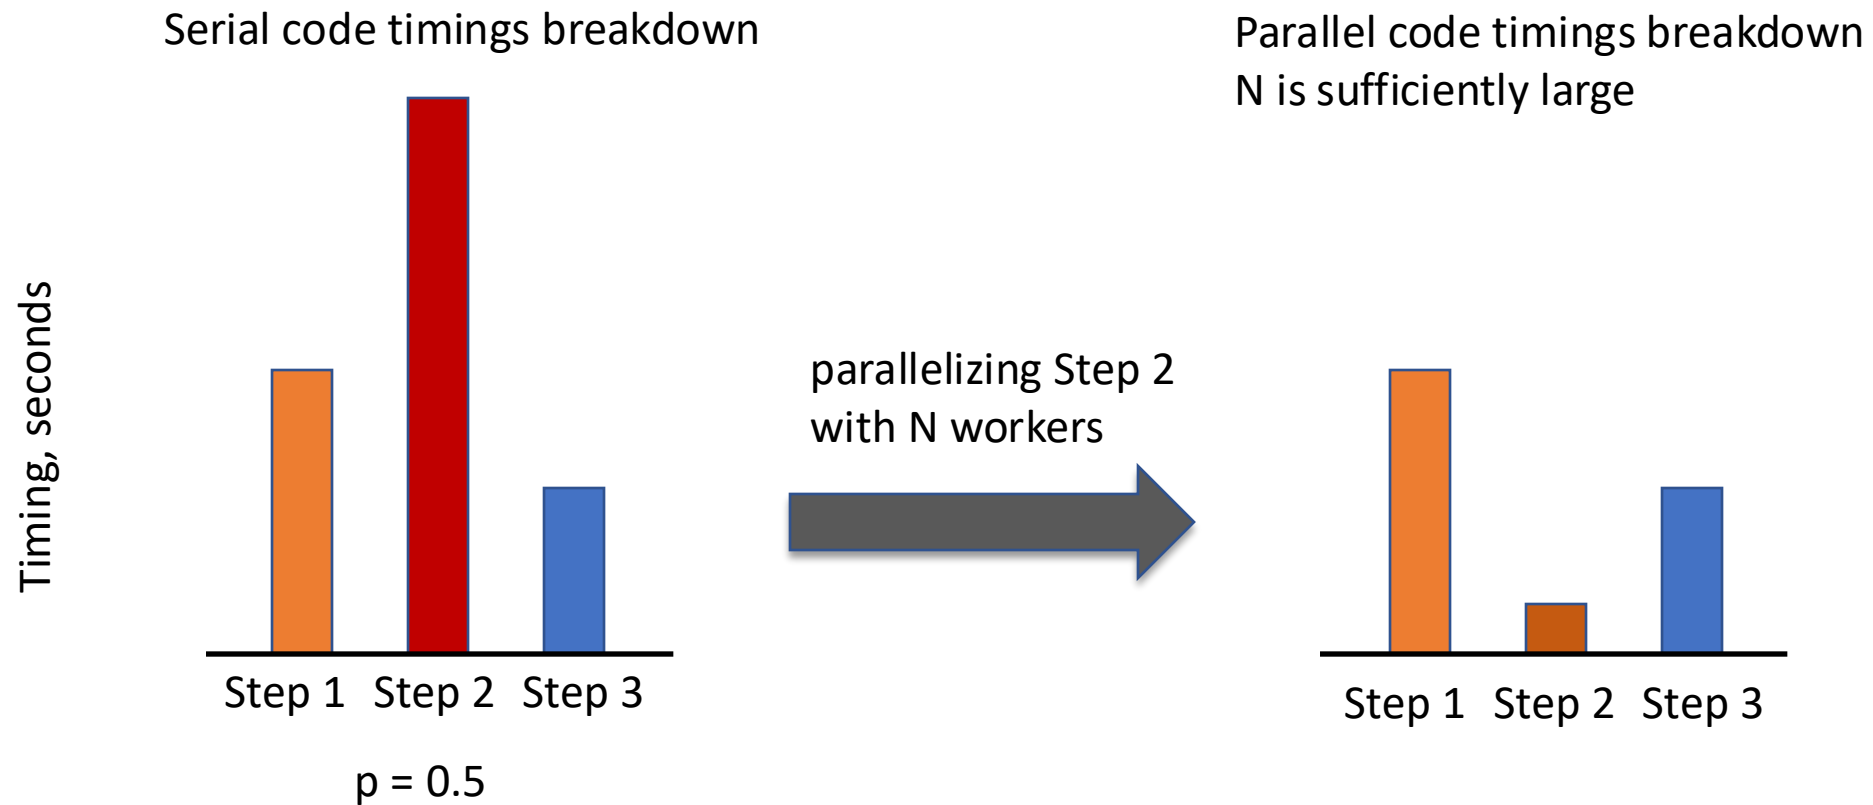 Serial code timings breakdown
Parallel code timings breakdown
N is sufficiently large
Timing, seconds
parallelizing Step 2
with N workers
Step 1 Step 2 Step 3
Step 1 Step 2 Step 3
p = 0.5